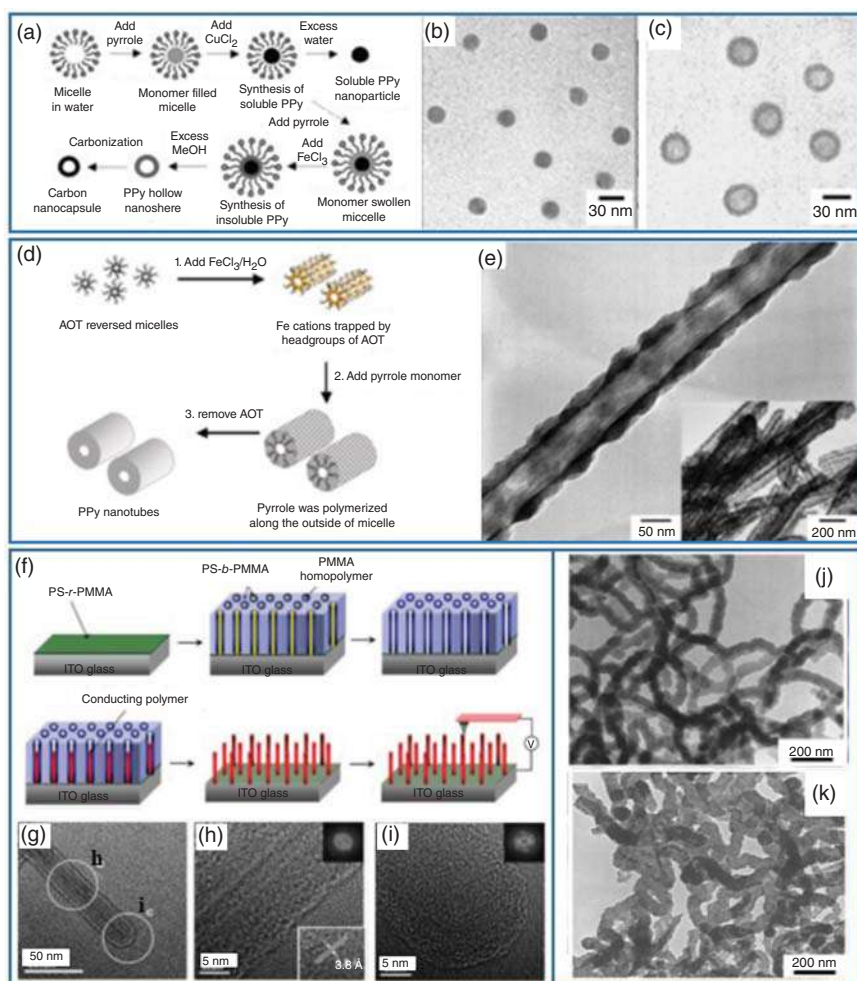 (a)
Add
pyrrole
Add
CuCl2
Excess
water
Micelle
in water
Monomer filled
micelle
Synthesis of
soluble PPy
Soluble PPy
nanoparticle
Add pyrrole
Carbonization
Excess
MeOH
Add
FeCl3
Carbon
nanocapsule
PPy hollow
nanoshere
Synthesis of
insoluble PPy
Monomer swollen
miccelle
(b)
30 nm
(c)
30 nm
(d)
1. Add FeCl3/H2O
AOT reversed micelles
Fe cations trapped by
headgroups of AOT
2. Add pyrrole monomer
3. remove AOT
PPy nanotubes
Pyrrole was polymerized
along the outside of micelle
(e)
50 nm
200 nm
(f)
PS-r-PMMA
PS-b-PMMA
PMMA
homopolymer
ITO glass
ITO glass
ITO glass
Conducting polymer
V
ITO glass
ITO glass
ITO glass
(g)
h
i
50 nm
(h)
5 nm
3.8 Å
(i)
5 nm
(j)
200 nm
(k)
200 nm